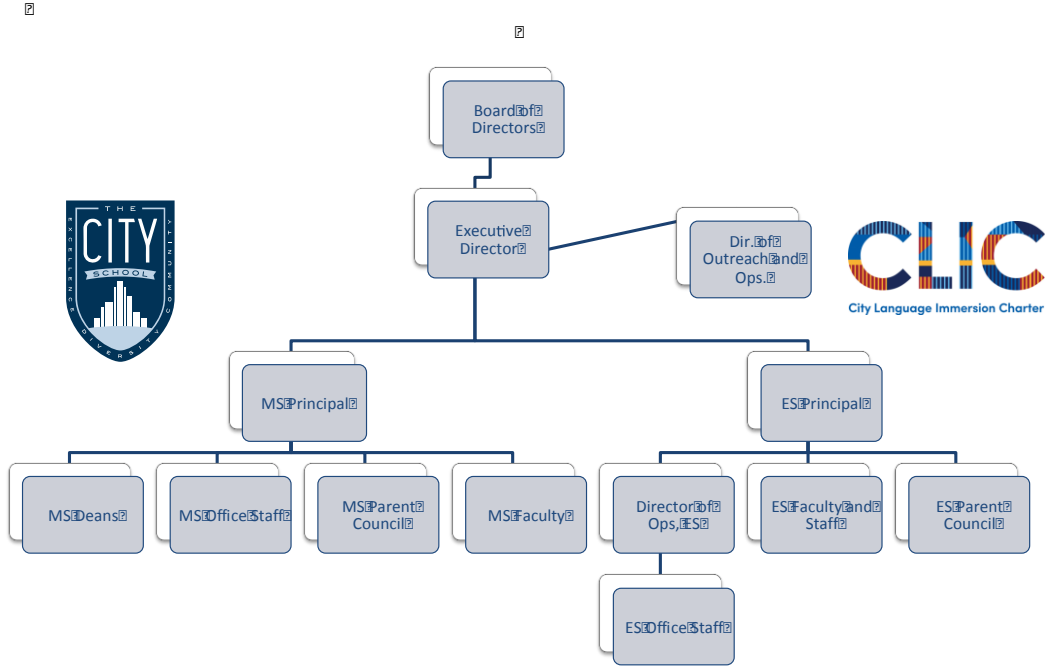 Board of
Directors
Executive
Director
Dir. of
Outreach and
Ops.
THE
CITY
SCHOOL
EXCELLENCE
DIVERSITY
COMMUNITY
CLIC
City Language Immersion Charter
MS Principal
ES Principal
MS Deans
MS Office Staff
MS Parent
Council
MS Faculty
Director of
Ops, ES
ES Faculty and
Staff
ES Parent
Council
ES Office Staff